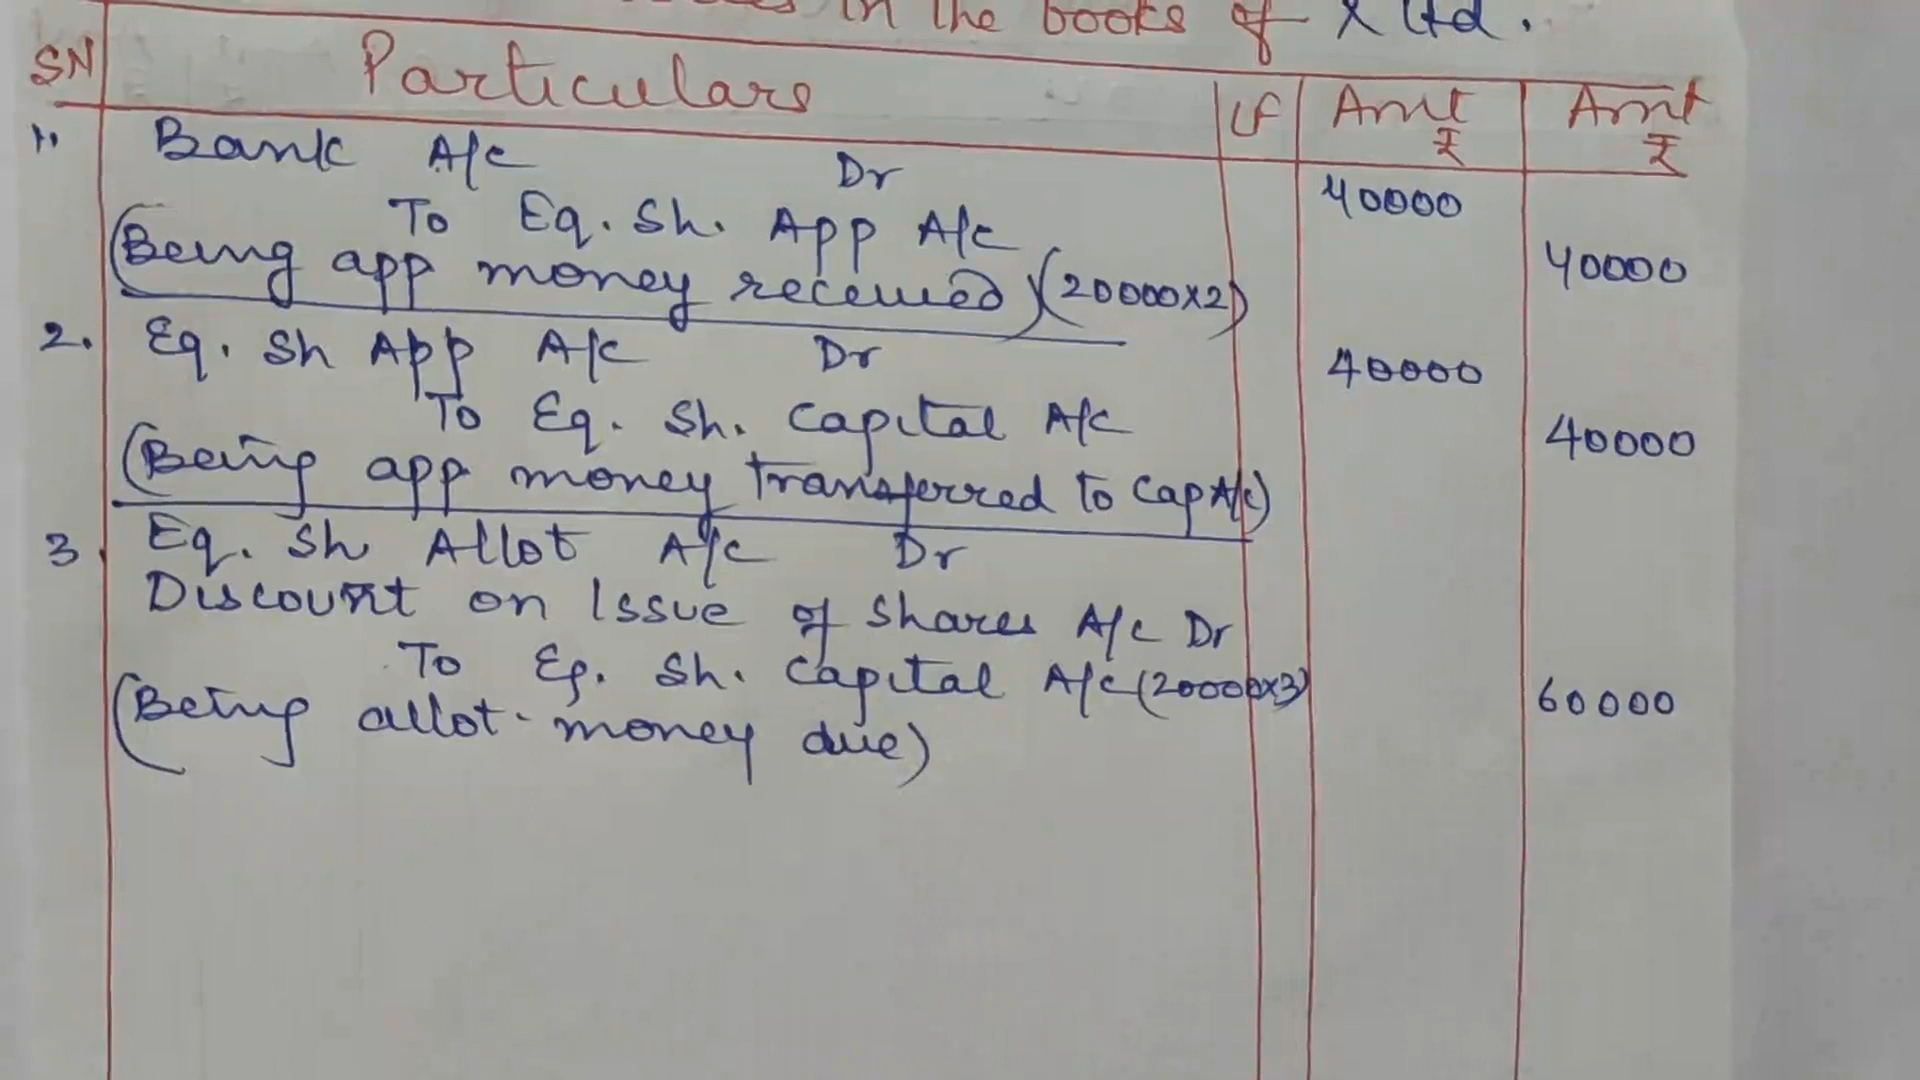 in the books of X Ltd.
SN Particulars LF Amt ₹ Amt ₹
1. Bank A/c Dr 40000
To Eq. Sh. App A/c 40000
(Being app money received) (20000x2)
2. Eq. Sh App A/c Dr 40000
To Eq. Sh. Capital A/c 40000
(Being app money transferred to Cap A/c)
3. Eq. Sh Allot A/c Dr
Discount on Issue of Shares A/c Dr
To Eq. Sh. Capital A/c (20000x3) 60000
(Being allot. money due)